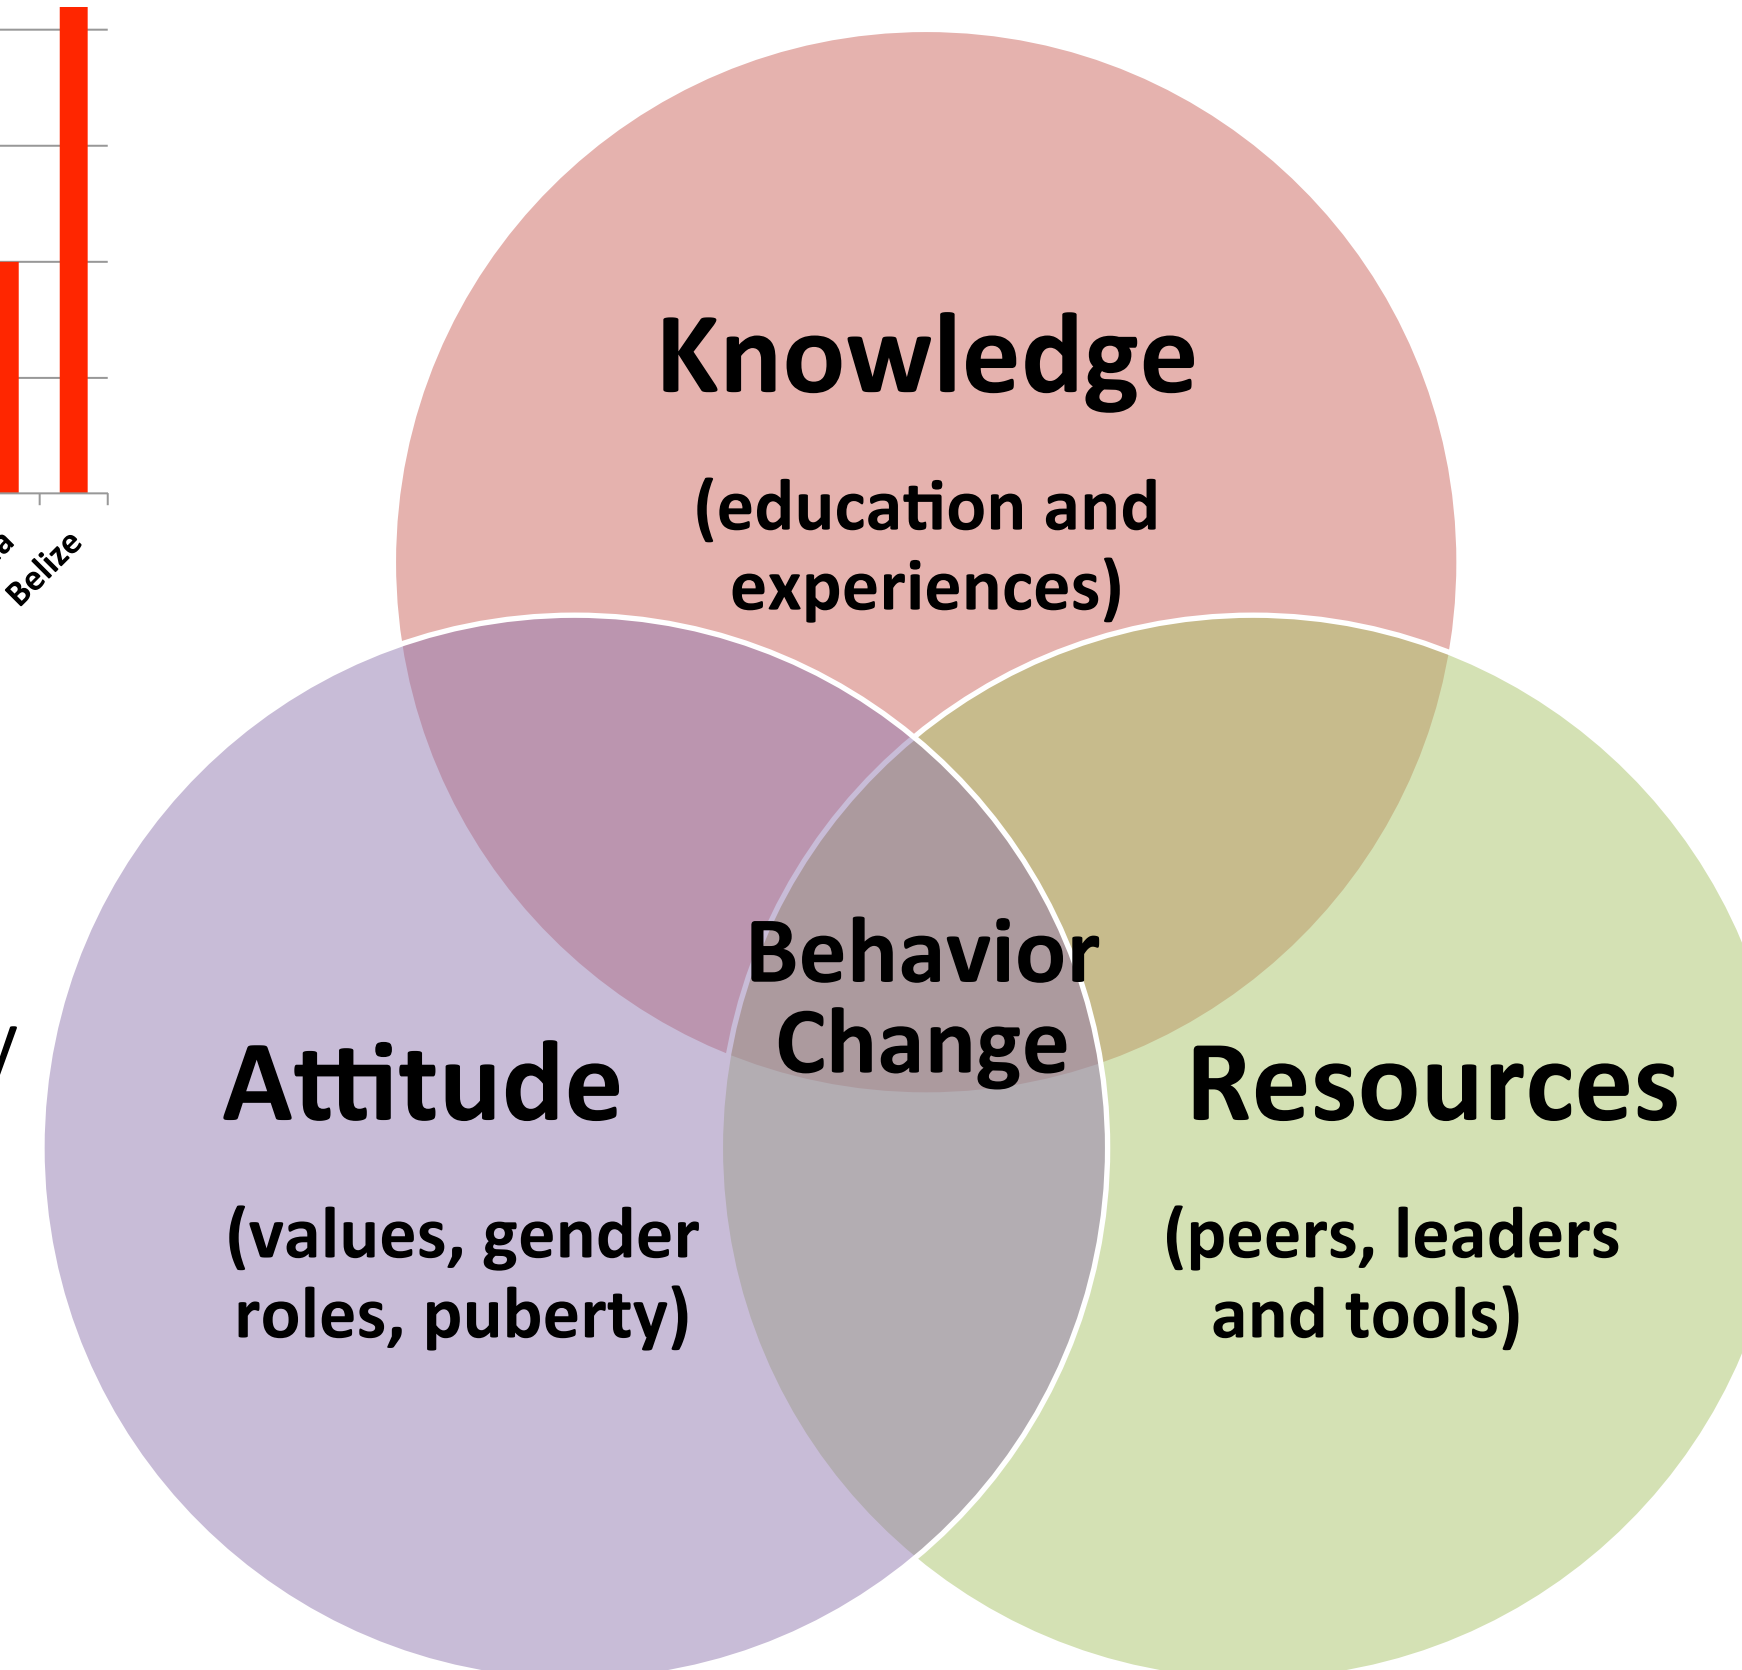 Belize
Knowledge
(education and
experiences)
Behavior
Change
Attitude
(values, gender
roles, puberty)
Resources
(peers, leaders
and tools)